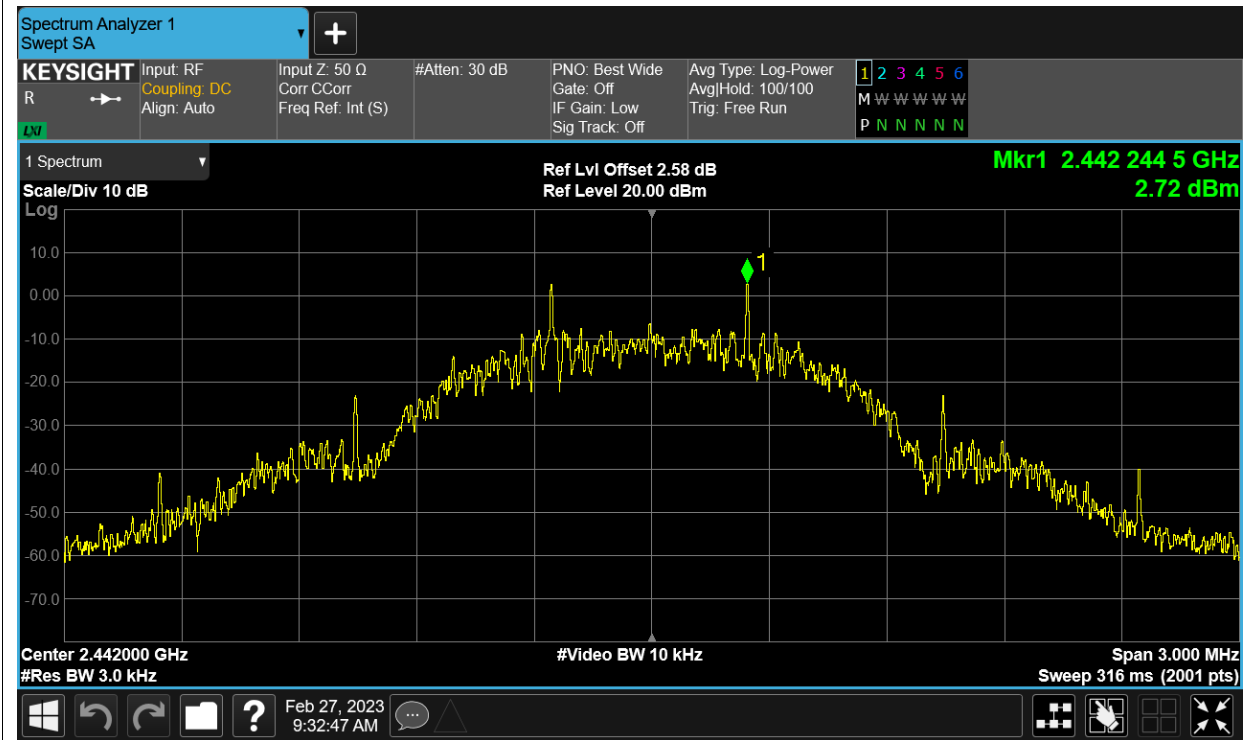 Spectrum Analyzer 1
Swept SA
KEYSIGHT
R
LXI
Input: RF
Coupling: DC
Align: Auto
Input Z: 50 Ω
Corr CCorr
Freq Ref: Int (S)
#Atten: 30 dB
PNO: Best Wide
Gate: Off
IF Gain: Low
Sig Track: Off
Avg Type: Log-Power
Avg|Hold: 100/100
Trig: Free Run
1 2 3 4 5 6
M W W W W W
P N N N N N
1 Spectrum
Scale/Div 10 dB
Ref Lvl Offset 2.58 dB
Ref Level 20.00 dBm
Mkr1 2.442 244 5 GHz
2.72 dBm
Log
10.0
0.00
-10.0
-20.0
-30.0
-40.0
-50.0
-60.0
-70.0
1
Center 2.442000 GHz
#Res BW 3.0 kHz
#Video BW 10 kHz
Span 3.000 MHz
Sweep 316 ms (2001 pts)
?
Feb 27, 2023
9:32:47 AM